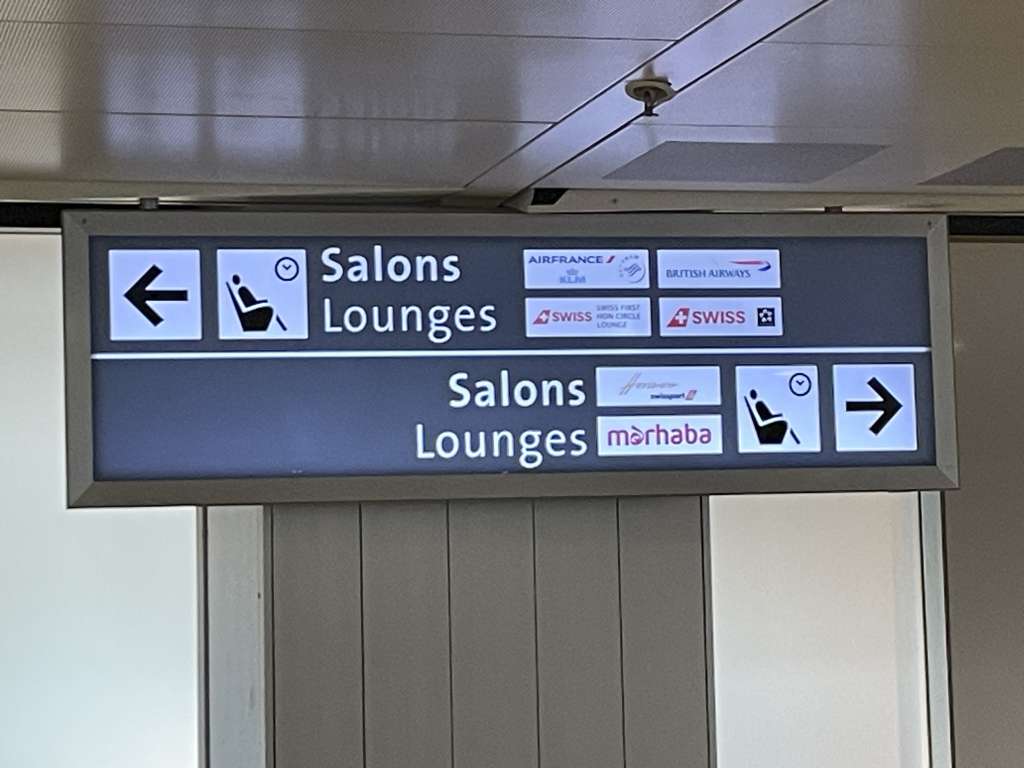 Salons
Lounges
AIRFRANCE
KLM
BRITISH AIRWAYS
SWISS
SWISS FIRST
HON CIRCLE
LOUNGE
SWISS
Salons
Lounges
swissport
marhaba